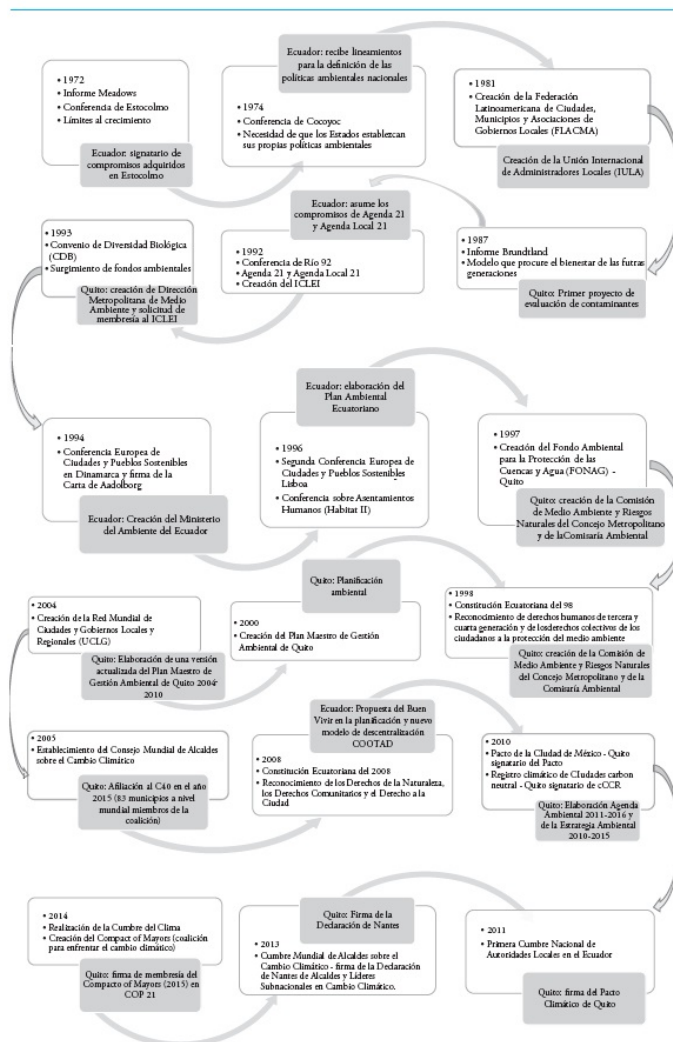 • 1972
• Informe Meadows
• Conferencia de Estocolmo
• Límites al crecimiento
Ecuador: signatario de
compromisos adquiridos
en Estocolmo
Ecuador: recibe lineamientos
para la definición de las
políticas ambientales nacionales
• 1974
• Conferencia de Cocoyoc
• Necesidad de que los Estados establezcan
sus propias políticas ambientales
• 1981
• Creación de la Federación
Latinoamericana de Ciudades,
Municipios y Asociaciones de
Gobiernos Locales (FLACMA)
Creación de la Unión Internacional
de Administradores Locales (IULA)
• 1993
• Convenio de Diversidad Biológica
(CDB)
• Surgimiento de fondos ambientales
Quito: creación de Dirección
Metropolitana de Medio
Ambiente y solicitud de
membresía al ICLEI
Ecuador: asume los
compromisos de Agenda 21
y Agenda Local 21
• 1992
• Conferencia de Río 92
• Agenda 21 y Agenda Local 21
• Creación del ICLEI
• 1987
• Informe Brundtland
• Modelo que procure el bienestar de las futras
generaciones
Quito: Primer proyecto de
evaluación de contaminantes
• 1994
• Conferencia Europea de
Ciudades y Pueblos Sostenibles
en Dinamarca y firma de la
Carta de Aadolborg
Ecuador: Creación del Ministerio
del Ambiente del Ecuador
Ecuador: elaboración del
Plan Ambiental
Ecuatoriano
• 1996
• Segunda Conferencia Europea de
Ciudades y Pueblos Sostenibles
Lisboa
• Conferencia sobre Asentamientos
Humanos (Habitat II)
• 1997
• Creación del Fondo Ambiental
para la Protección de las
Cuencas y Agua (FONAG) -
Quito
Quito: creación de la Comisión
de Medio Ambiente y Riesgos
Naturales del Concejo Metropolitano
y de laComisaría Ambiental
• 2004
• Creación de la Red Mundial de
Ciudades y Gobiernos Locales y
Regionales (UCLG)
Quito: Elaboración de una versión
actualizada del Plan Maestro de
Gestión Ambiental de Quito 2004-
2010
Quito: Planificación
ambiental
• 2000
• Creación del Plan Maestro de Gestión
Ambiental de Quito
• 1998
• Constitución Ecuatoriana del 98
• Reconocimiento de derechos humanos de tercera y
cuarta generación y de losderechos colectivos de los
ciudadanos a la protección del medio ambiente
Quito: creación de la Comisión de
Medio Ambiente y Riesgos Naturales
del Concejo Metropolitano y de la
Comisaría Ambiental
• 2005
• Establecimiento del Consejo Mundial de Alcaldes
sobre el Cambio Climático
Quito: Afiliación al C40 en el año
2015 (83 municipios a nivel
mundial miembros de la
coalición)
Ecuador: Propuesta del Buen
Vivir en la planificación y nuevo
modelo de descentralización
COOTAD
• 2008
• Constitución Ecuatoriana del 2008
• Reconocimiento de los Derechos de la Naturaleza,
los Derechos Comunitarios y el Derecho a la
Ciudad
• 2010
• Pacto de la CIudad de México - Quito
signatario del Pacto
• Registro climático de CIudades carbon
neutral - Quito signatario de cCCR
Quito: Elaboración Agenda
Ambiental 2011-2016 y
de la Estrategia Ambiental
2010-2015
• 2014
• Realización de la Cumbre del Clima
• Creación del Compact of Mayors (coalición
para enfrentar el cambio climático)
Quito: firma de membresía del
Compacto of Mayors (2015) en
COP 21
Quito: Firma de la
Declaración de Nantes
• 2013
• Cumbre Mundial de Alcaldes sobre el
Cambio Climático - firma de la Declaración
de Nantes de Alcaldes y Líderes
Subnacionales en Cambio Climático.
• 2011
• Primera Cumbre Nacional de
Autoridades Locales en el Ecuador
Quito: firma del Pacto
Climático de Quito